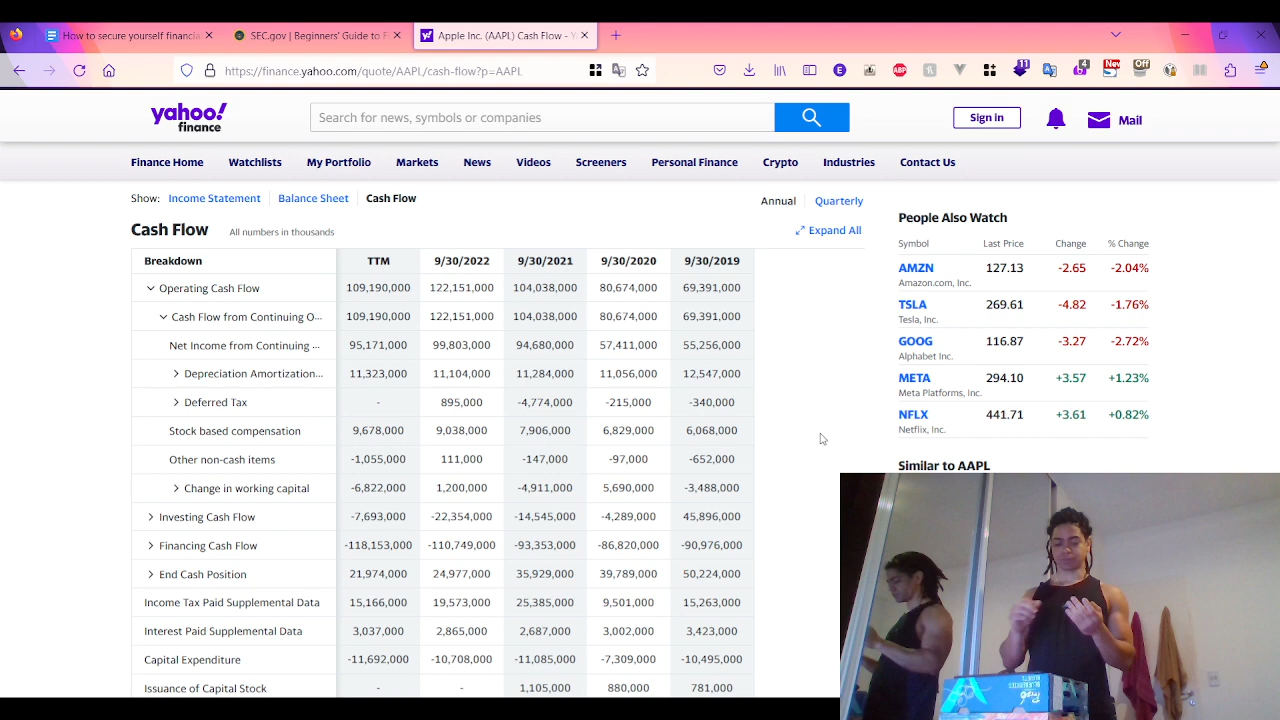 How to secure yourself financia
SEC.gov | Beginners' Guide to F
Apple Inc. (AAPL) Cash Flow - Y
https://finance.yahoo.com/quote/AAPL/cash-flow?p=AAPL
11
4
New
Off
yahoo!
finance
Search for news, symbols or companies
Sign in
Mail
Finance Home Watchlists My Portfolio Markets News Videos Screeners Personal Finance Crypto Industries Contact Us
Show: Income Statement Balance Sheet Cash Flow
Annual Quarterly
Cash Flow All numbers in thousands
Expand All
Breakdown TTM 9/30/2022 9/30/2021 9/30/2020 9/30/2019
Operating Cash Flow 109,190,000 122,151,000 104,038,000 80,674,000 69,391,000
Cash Flow from Continuing O... 109,190,000 122,151,000 104,038,000 80,674,000 69,391,000
Net Income from Continuing ... 95,171,000 99,803,000 94,680,000 57,411,000 55,256,000
Depreciation Amortization... 11,323,000 11,104,000 11,284,000 11,056,000 12,547,000
Deferred Tax - 895,000 -4,774,000 -215,000 -340,000
Stock based compensation 9,678,000 9,038,000 7,906,000 6,829,000 6,068,000
Other non-cash items -1,055,000 111,000 -147,000 -97,000 -652,000
Change in working capital -6,822,000 1,200,000 -4,911,000 5,690,000 -3,488,000
Investing Cash Flow -7,693,000 -22,354,000 -14,545,000 -4,289,000 45,896,000
Financing Cash Flow -118,153,000 -110,749,000 -93,353,000 -86,820,000 -90,976,000
End Cash Position 21,974,000 24,977,000 35,929,000 39,789,000 50,224,000
Income Tax Paid Supplemental Data 15,166,000 19,573,000 25,385,000 9,501,000 15,263,000
Interest Paid Supplemental Data 3,037,000 2,865,000 2,687,000 3,002,000 3,423,000
Capital Expenditure -11,692,000 -10,708,000 -11,085,000 -7,309,000 -10,495,000
Issuance of Capital Stock - - 1,105,000 880,000 781,000
People Also Watch
Symbol Last Price Change % Change
AMZN 127.13 -2.65 -2.04%
Amazon.com, Inc.
TSLA 269.61 -4.82 -1.76%
Tesla, Inc.
GOOG 116.87 -3.27 -2.72%
Alphabet Inc.
META 294.10 +3.57 +1.23%
Meta Platforms, Inc.
NFLX 441.71 +3.61 +0.82%
Netflix, Inc.
Similar to AAPL